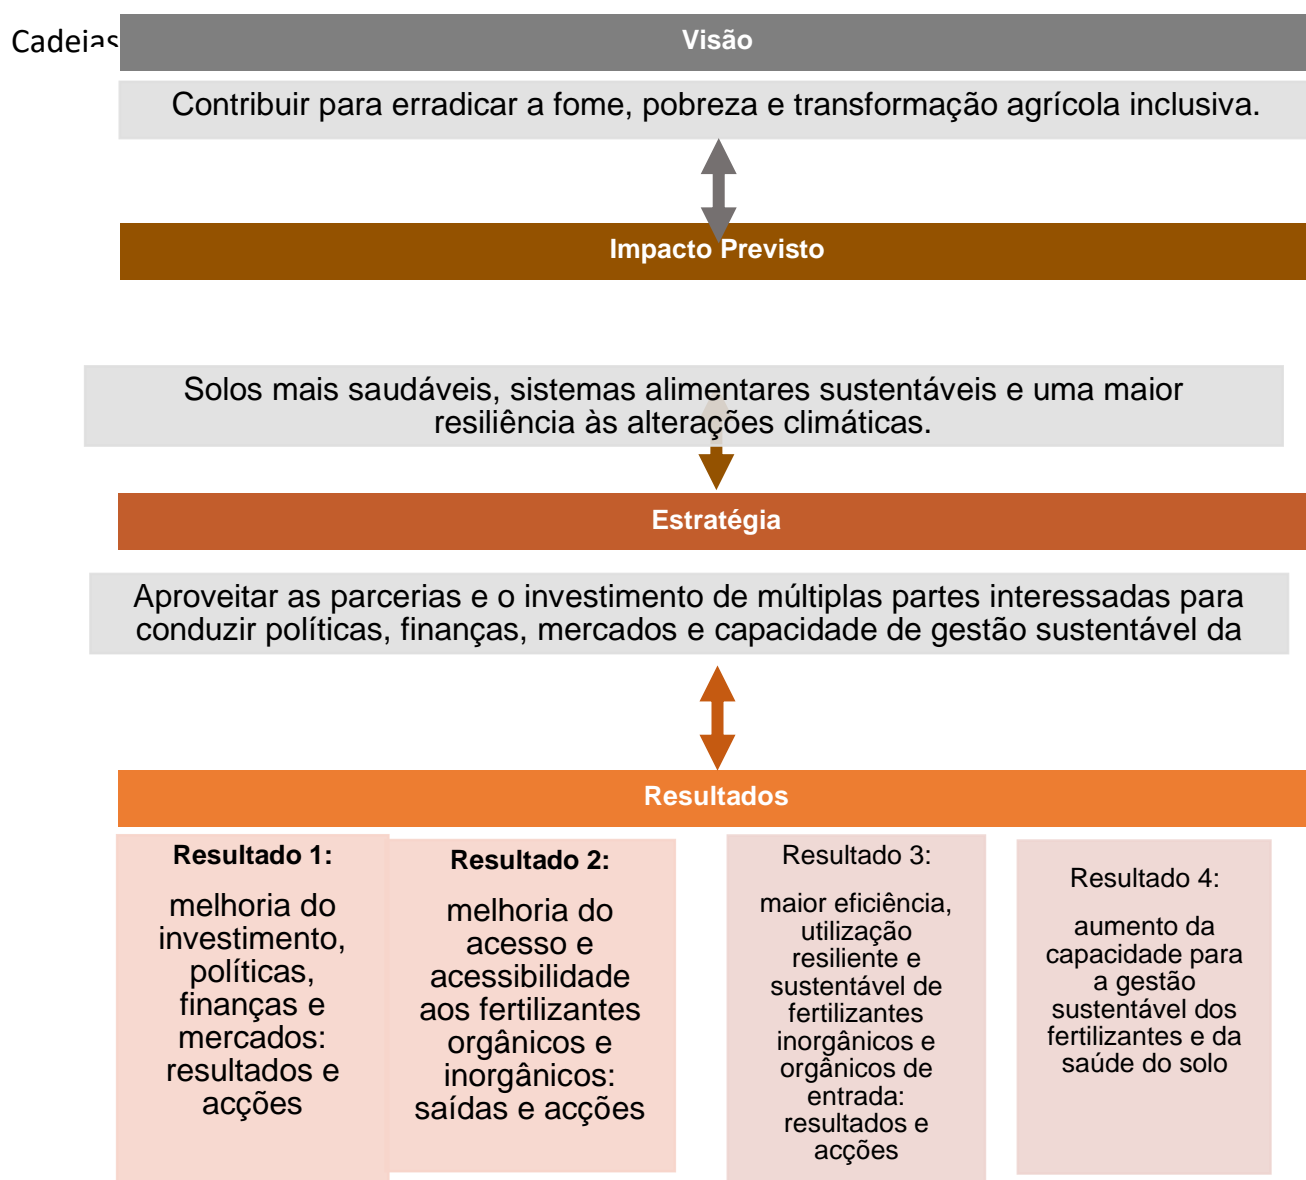 Cadeias
Visão
Contribuir para erradicar a fome, pobreza e transformação agrícola inclusiva.
Impacto Previsto
Solos mais saudáveis, sistemas alimentares sustentáveis e uma maior
resiliência às alterações climáticas.
Estratégia
Aproveitar as parcerias e o investimento de múltiplas partes interessadas para
conduzir políticas, finanças, mercados e capacidade de gestão sustentável da
Resultados
Resultado 1:
melhoria do
investimento,
políticas,
finanças e
mercados:
resultados e
acções
Resultado 2:
melhoria do
acesso e
acessibilidade
aos fertilizantes
orgânicos e
inorgânicos:
saídas e acções
Resultado 3:
maior eficiência,
utilização
resiliente e
sustentável de
fertilizantes
inorgânicos e
orgânicos de
entrada:
resultados e
acções
Resultado 4:
aumento da
capacidade para
a gestão
sustentável dos
fertilizantes e da
saúde do solo